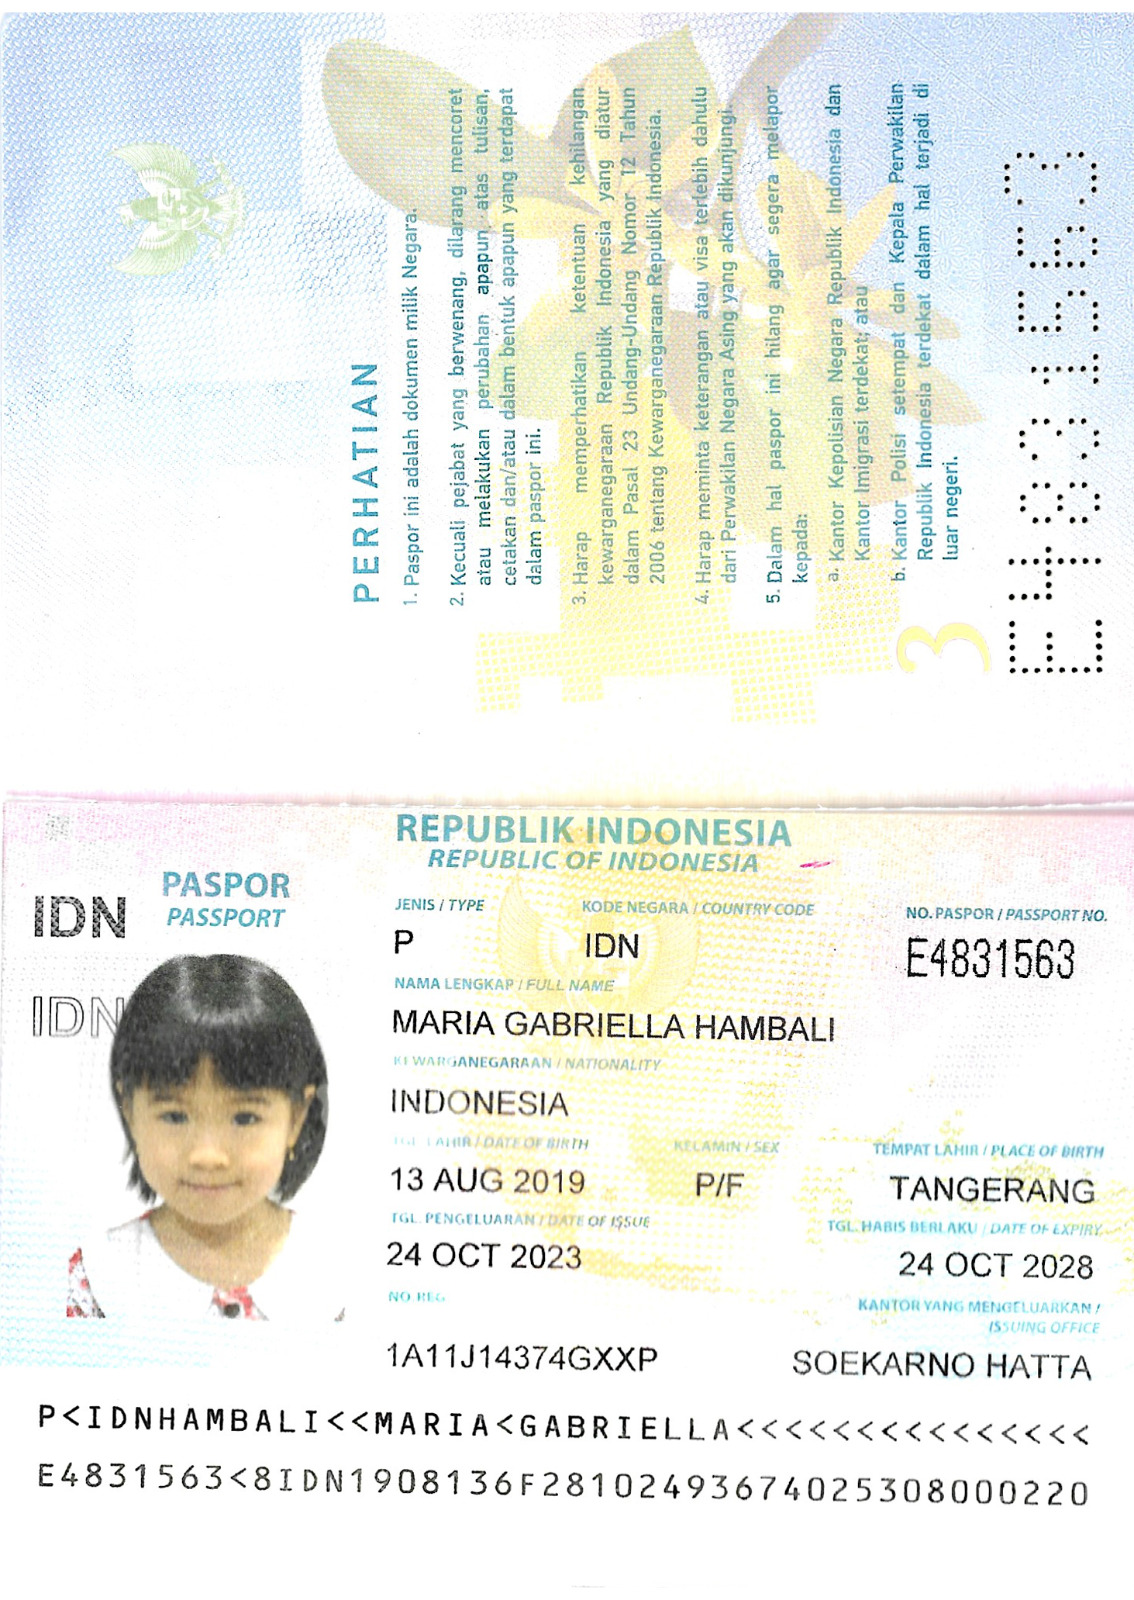 PERHATIAN
1. Paspor ini adalah dokumen milik Negara.
2. Kecuali pejabat yang berwenang, dilarang mencoret
atau melakukan perubahan apapun atas tulisan,
cetakan dan/atau dalam bentuk apapun yang terdapat
dalam paspor ini.
3. Harap memperhatikan ketentuan kehilangan
kewarganegaraan Republik Indonesia yang diatur
dalam Pasal 23 Undang-Undang Nomor 12 Tahun
2006 tentang Kewarganegaraan Republik Indonesia.
4. Harap meminta keterangan atau visa terlebih dahulu
dari Perwakilan Negara Asing yang akan dikunjungi.
5. Dalam hal paspor ini hilang agar segera melapor
kepada:
a. Kantor Kepolisian Negara Republik Indonesia dan
Kantor Imigrasi terdekat; atau
b. Kantor Polisi setempat dan Kepala Perwakilan
Republik Indonesia terdekat dalam hal terjadi di
luar negeri.
3
E4831563
REPUBLIK INDONESIA
REPUBLIC OF INDONESIA
PASPOR
PASSPORT
IDN
IDN
JENIS / TYPE KODE NEGARA / COUNTRY CODE NO. PASPOR / PASSPORT NO.
P IDN E4831563
NAMA LENGKAP / FULL NAME
MARIA GABRIELLA HAMBALI
KEWARGANEGARAAN / NATIONALITY
INDONESIA
TGL. LAHIR / DATE OF BIRTH KELAMIN / SEX TEMPAT LAHIR / PLACE OF BIRTH
13 AUG 2019 P/F TANGERANG
TGL. PENGELUARAN / DATE OF ISSUE TGL. HABIS BERLAKU / DATE OF EXPIRY
24 OCT 2023 24 OCT 2028
NO. REG. KANTOR YANG MENGELUARKAN /
ISSUING OFFICE
1A11J14374GXXP SOEKARNO HATTA
P<IDNHAMBALI<<MARIA<GABRIELLA<<<<<<<<<<<<<<<
E4831563<8IDN1908136F2810249367402530800022​0